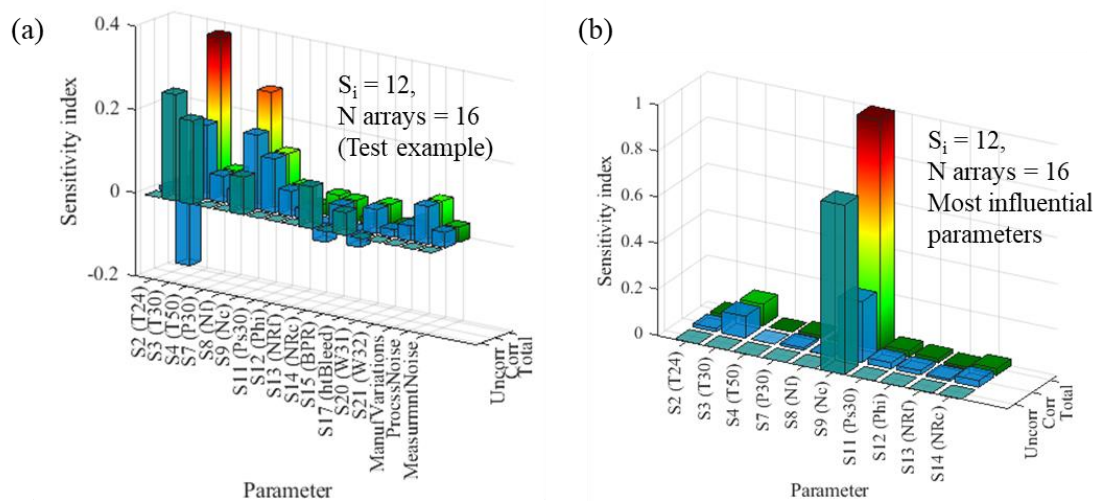 (a)
Sensitivity index
0.4
0.2
0
-0.2
S_i = 12,
N arrays = 16
(Test example)
S2 (T24)
S3 (T30)
S4 (T50)
S7 (P30)
S8 (Nf)
S9 (Nc)
S11 (Ps30)
S12 (Phi)
S13 (NRf)
S14 (NRc)
S15 (BPR)
S17 (htBleed)
S20 (W31)
S21 (W32)
ManufVariations
ProcssNoise
MeasurmntNoise
Uncorr
Corr
Total
Parameter
(b)
Sensitivity index
1
0.8
0.6
0.4
0.2
0
S_i = 12,
N arrays = 16
Most influential
parameters
S2 (T24)
S3 (T30)
S4 (T50)
S7 (P30)
S8 (Nf)
S9 (Nc)
S11 (Ps30)
S12 (Phi)
S13 (NRf)
S14 (NRc)
Uncorr
Corr
Total
Parameter